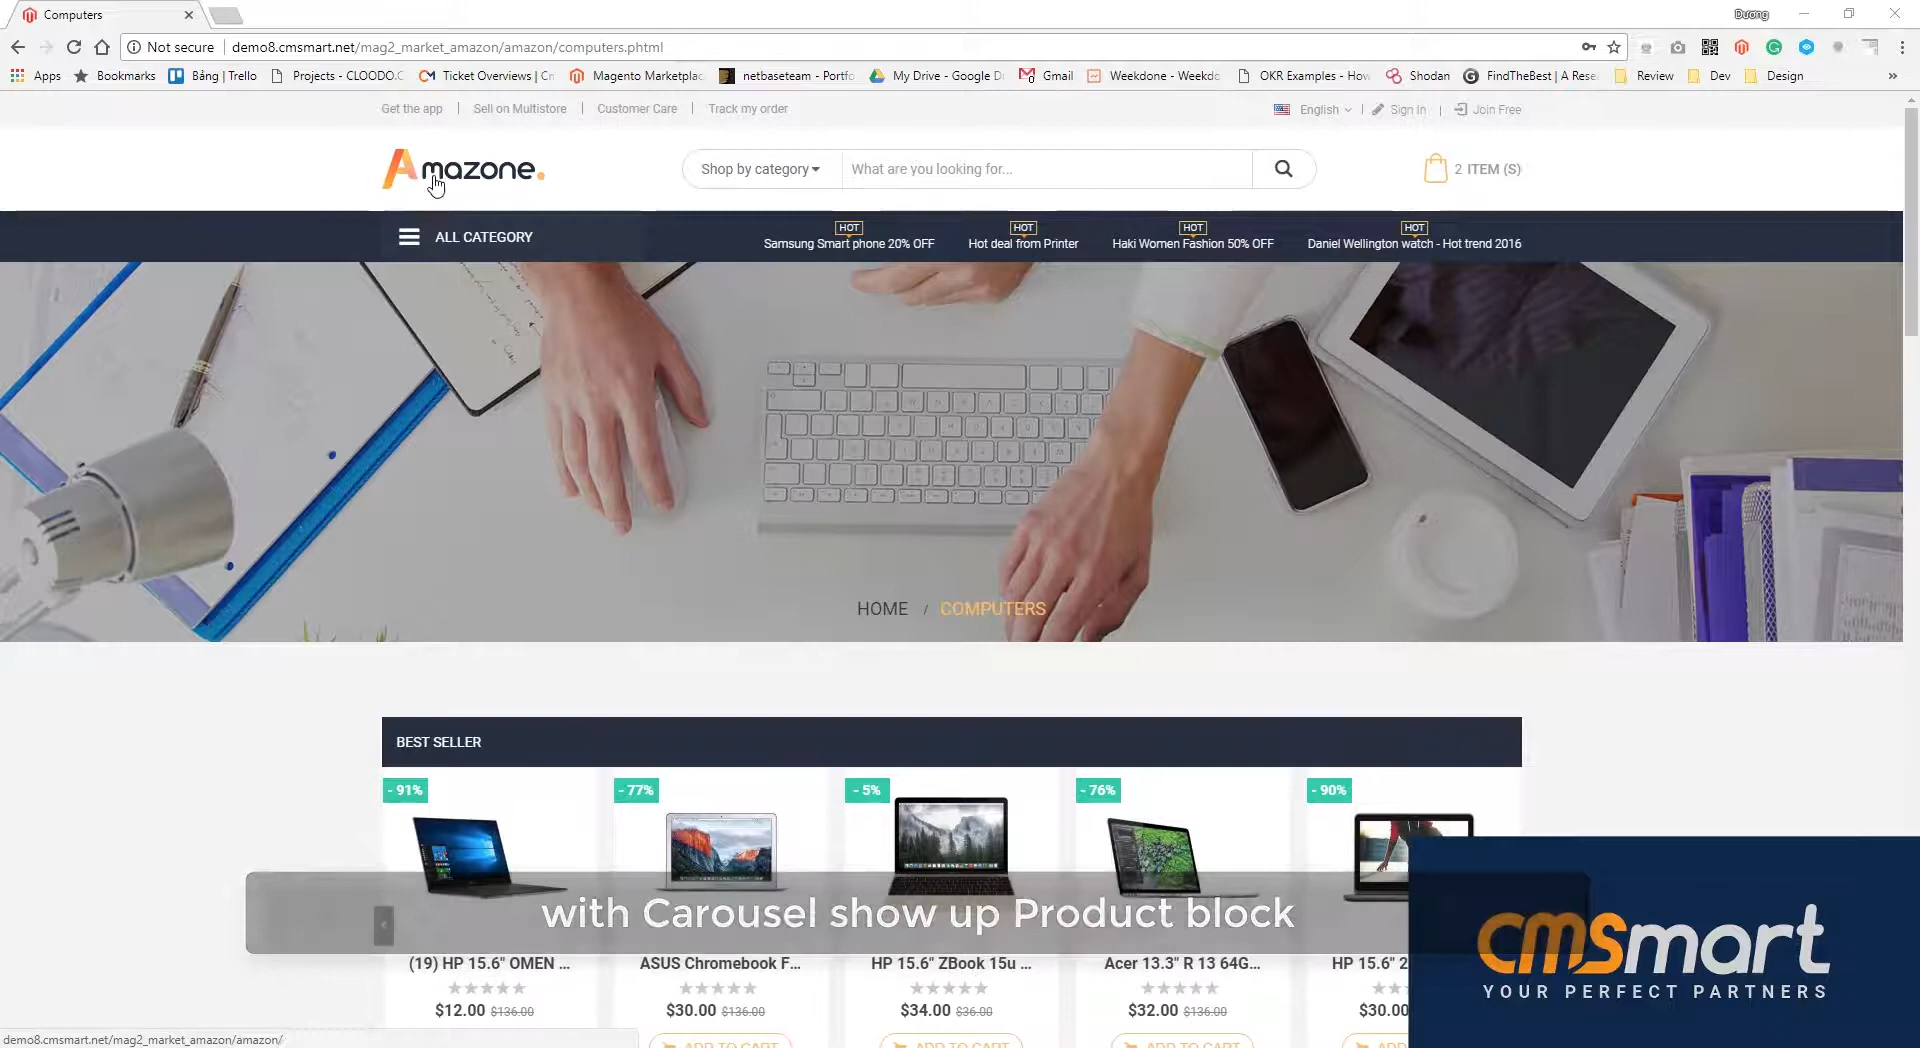 Computers
Dương
Not secure
demo8.cmsmart.net/mag2_market_amazon/amazon/computers.phtml
Apps
Bookmarks
Bảng | Trello
Projects - CLOODO.C
Ticket Overviews | Cm
Magento Marketplac
netbaseteam - Portfo
My Drive - Google D
Gmail
Weekdone - Weekdo
OKR Examples - How
Shodan
FindTheBest | A Rese
Review
Dev
Design
Get the app
Sell on Multistore
Customer Care
Track my order
English
Sign In
Join Free
Amazone.
Shop by category
What are you looking for...
2 ITEM (S)
ALL CATEGORY
HOT
Samsung Smart phone 20% OFF
HOT
Hot deal from Printer
HOT
Haki Women Fashion 50% OFF
HOT
Daniel Wellington watch - Hot trend 2016
HOME / COMPUTERS
BEST SELLER
- 91%
- 77%
- 5%
- 76%
- 90%
with Carousel show up Product block
(19) HP 15.6" OMEN ...
ASUS Chromebook F...
HP 15.6" ZBook 15u ...
Acer 13.3" R 13 64G...
HP 15.6" 2
$12.00 $136.00
$30.00 $136.00
$34.00 $36.00
$32.00 $136.00
$30.00
ADD TO CART
ADD TO CART
ADD TO CART
ADD
cmsmart
YOUR PERFECT PARTNERS
demo8.cmsmart.net/mag2_market_amazon/amazon/